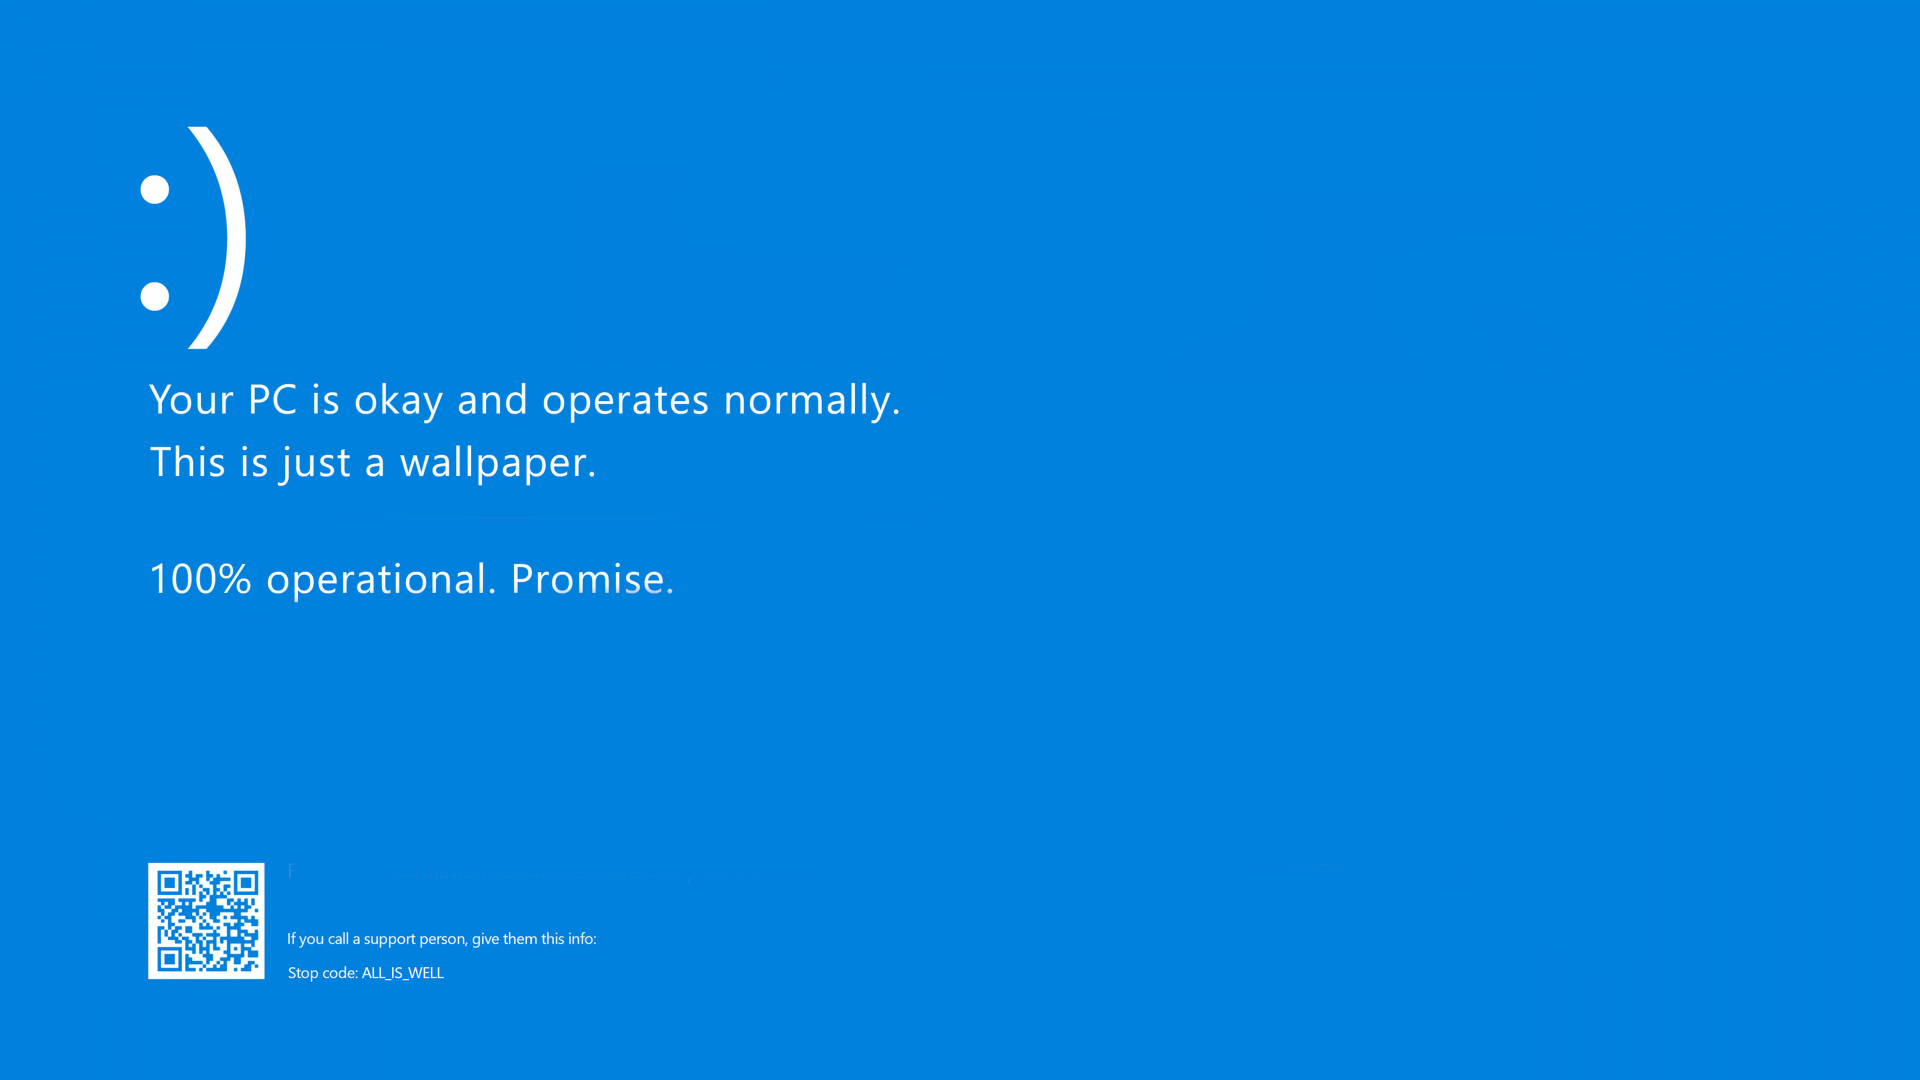 :)
Your PC is okay and operates normally.
This is just a wallpaper.
100% operational. Promise.
If you call a support person, give them this info:
Stop code: ALL_IS_WELL